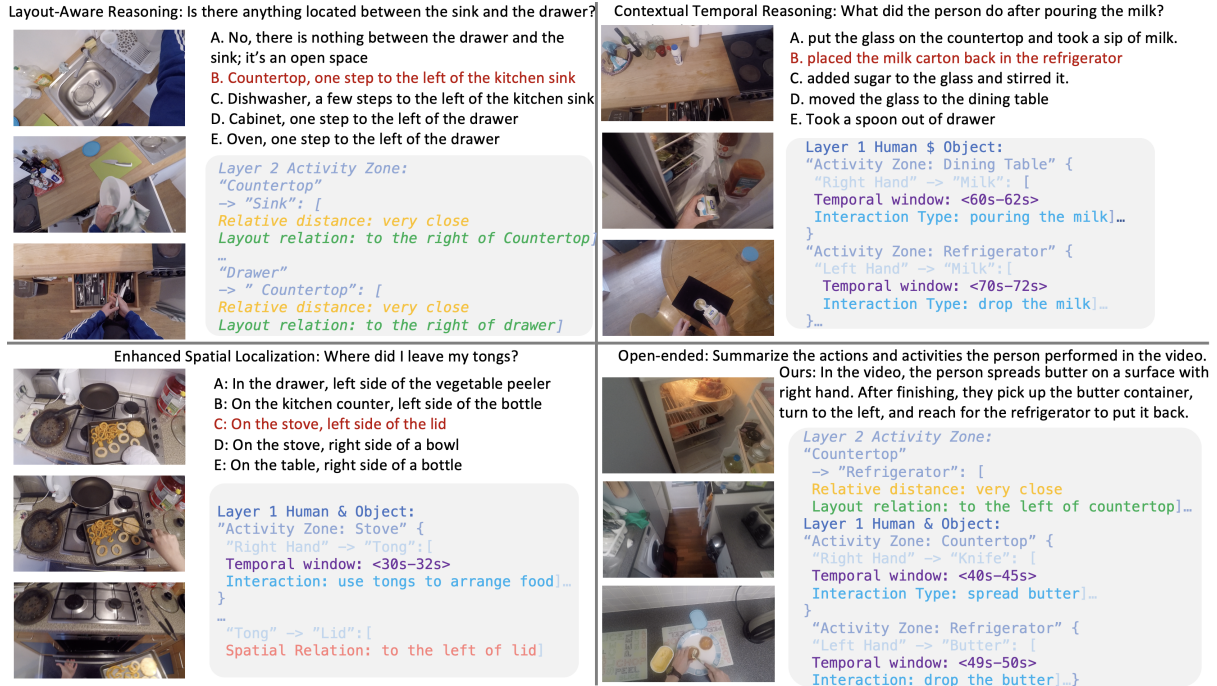 Layout-Aware Reasoning: Is there anything located between the sink and the drawer?
A. No, there is nothing between the drawer and the
sink; it's an open space
B. Countertop, one step to the left of the kitchen sink
C. Dishwasher, a few steps to the left of the kitchen sink
D. Cabinet, one step to the left of the drawer
E. Oven, one step to the left of the drawer
Layer 2 Activity Zone:
“Countertop”
-> ”Sink”: [
Relative distance: very close
Layout relation: to the right of Countertop]
…
“Drawer”
-> ” Countertop”: [
Relative distance: very close
Layout relation: to the right of drawer]
Contextual Temporal Reasoning: What did the person do after pouring the milk?
A. put the glass on the countertop and took a sip of milk.
B. placed the milk carton back in the refrigerator
C. added sugar to the glass and stirred it.
D. moved the glass to the dining table
E. Took a spoon out of drawer
Layer 1 Human $ Object:
“Activity Zone: Dining Table” {
“Right Hand” -> “Milk”: [
Temporal window: <60s-62s>
Interaction Type: pouring the milk]…
}
“Activity Zone: Refrigerator” {
“Left Hand” -> “Milk”:[
Temporal window: <70s-72s>
Interaction Type: drop the milk]…
}…
Enhanced Spatial Localization: Where did I leave my tongs?
A: In the drawer, left side of the vegetable peeler
B: On the kitchen counter, left side of the bottle
C: On the stove, left side of the lid
D: On the stove, right side of a bowl
E: On the table, right side of a bottle
Layer 1 Human & Object:
”Activity Zone: Stove” {
”Right Hand” -> ”Tong”:[
Temporal window: <30s-32s>
Interaction: use tongs to arrange food]…
}
…
“Tong” -> ”Lid”:[
Spatial Relation: to the left of lid]
Open-ended: Summarize the actions and activities the person performed in the video.
Ours: In the video, the person spreads butter on a surface with
right hand. After finishing, they pick up the butter container,
turn to the left, and reach for the refrigerator to put it back.
Layer 2 Activity Zone:
“Countertop”
-> ”Refrigerator”: [
Relative distance: very close
Layout relation: to the left of countertop]…
Layer 1 Human & Object:
“Activity Zone: Countertop” {
“Right Hand” -> “Knife”: [
Temporal window: <40s-45s>
Interaction Type: spread butter]…
}
“Activity Zone: Refrigerator” {
“Left Hand” -> “Butter”: [
Temporal window: <49s-50s>
Interaction: drop the butter]…}